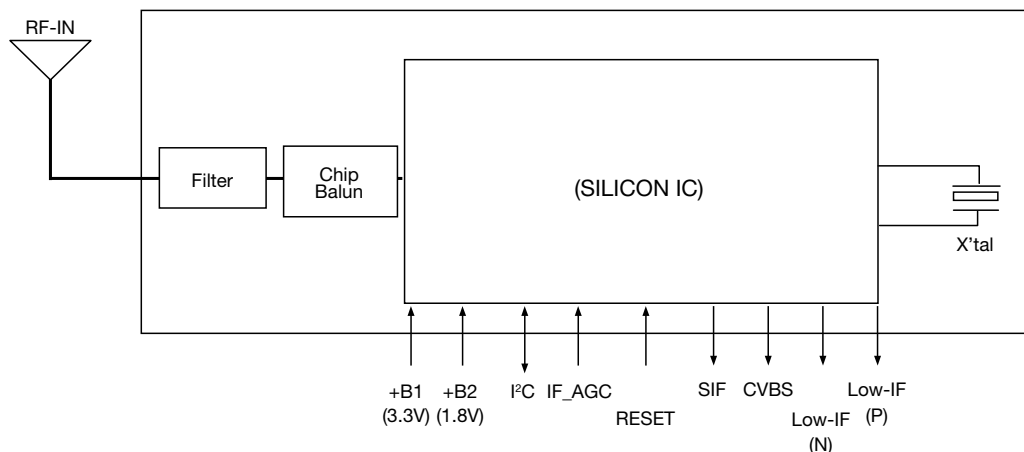 RF-IN
Filter
Chip
Balun
(SILICON IC)
X'tal
+B1
(3.3V)
+B2
(1.8V)
I²C
IF_AGC
RESET
SIF
CVBS
Low-IF
(N)
Low-IF
(P)